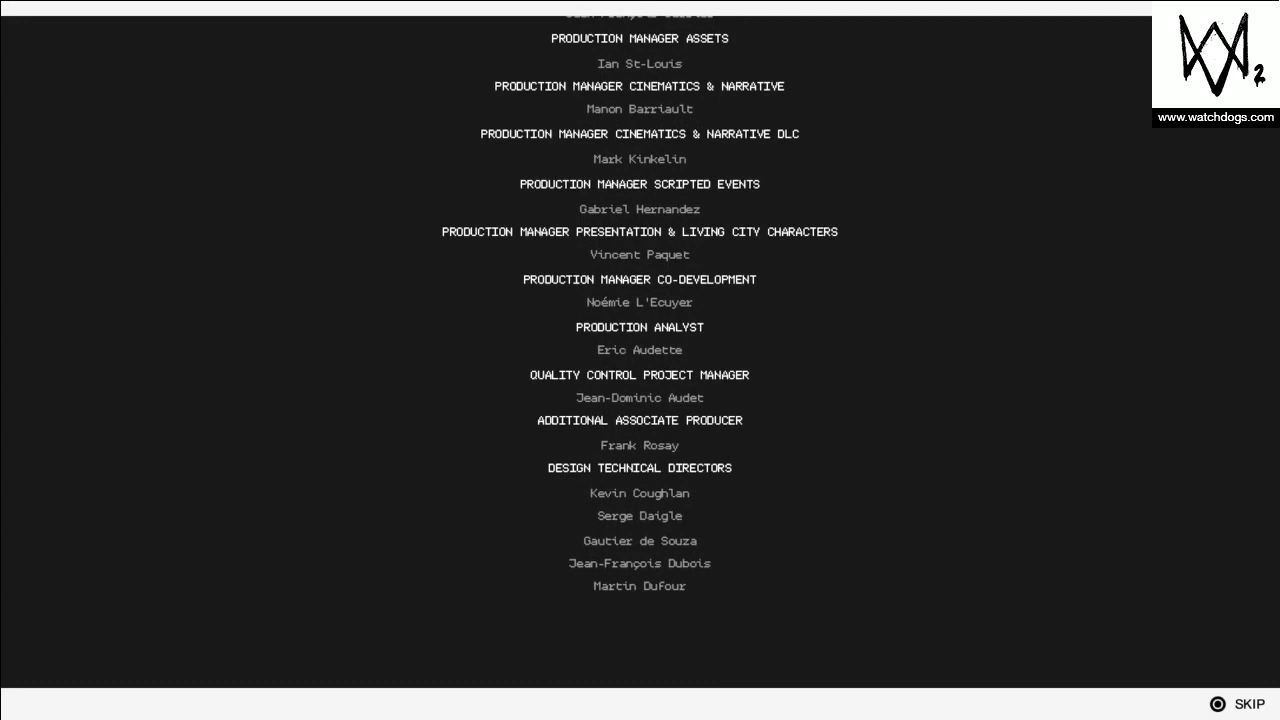 PRODUCTION MANAGER ASSETS
Ian St-Louis
PRODUCTION MANAGER CINEMATICS & NARRATIVE
Manon Barriault
PRODUCTION MANAGER CINEMATICS & NARRATIVE DLC
Mark Kinkelin
PRODUCTION MANAGER SCRIPTED EVENTS
Gabriel Hernandez
PRODUCTION MANAGER PRESENTATION & LIVING CITY CHARACTERS
Vincent Paquet
PRODUCTION MANAGER CO-DEVELOPMENT
Noémie L'Ecuyer
PRODUCTION ANALYST
Eric Audette
QUALITY CONTROL PROJECT MANAGER
Jean-Dominic Audet
ADDITIONAL ASSOCIATE PRODUCER
Frank Rosay
DESIGN TECHNICAL DIRECTORS
Kevin Coughlan
Serge Daigle
Gautier de Souza
Jean-François Dubois
Martin Dufour
2
www.watchdogs.com
SKIP